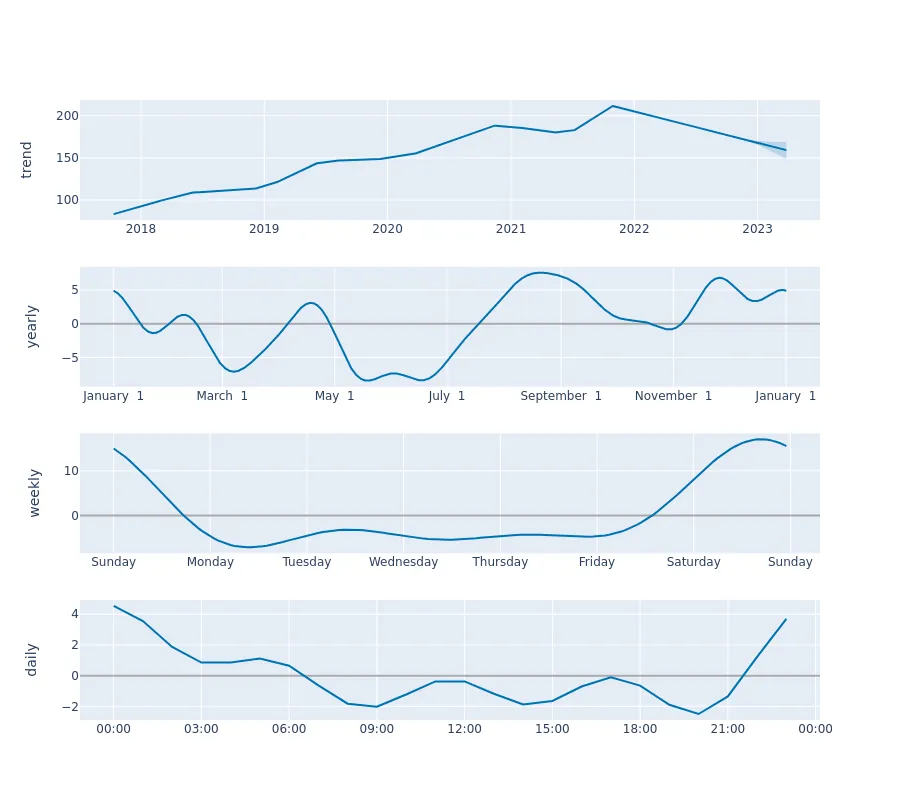 trend
200
150
100
2018 2019 2020 2021 2022 2023
yearly
5
0
−5
January 1 March 1 May 1 July 1 September 1 November 1 January 1
weekly
10
0
Sunday Monday Tuesday Wednesday Thursday Friday Saturday Sunday
daily
4
2
0
−2
00:00 03:00 06:00 09:00 12:00 15:00 18:00 21:00 00:00